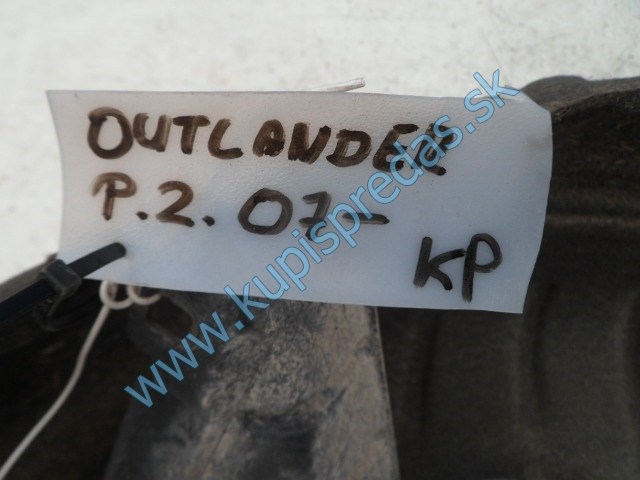 OUTLANDER
P.2. 07-
KP
www.kupispredas.sk